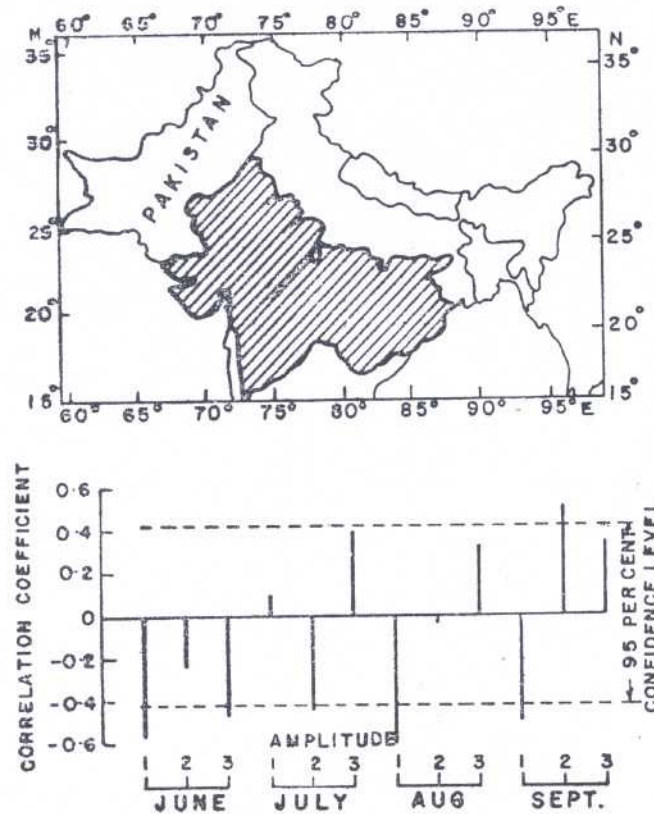 M 60° 65° 70° 75° 80° 85° 90° 95°E N
35° 35°
30° 30°
PAKISTAN
25° 25°
20° 20°
15° 15°
60° 65° 70° 75° 80° 85° 90° 95°E
CORRELATION COEFFICIENT
0.6
0.4
0.2
0
-0.2
-0.4
-0.6
95 PER CENT
CONFIDENCE LEVEL
AMPLITUDE
1 2 3 1 2 3 1 2 3 1 2 3
JUNE JULY AUG SEPT.